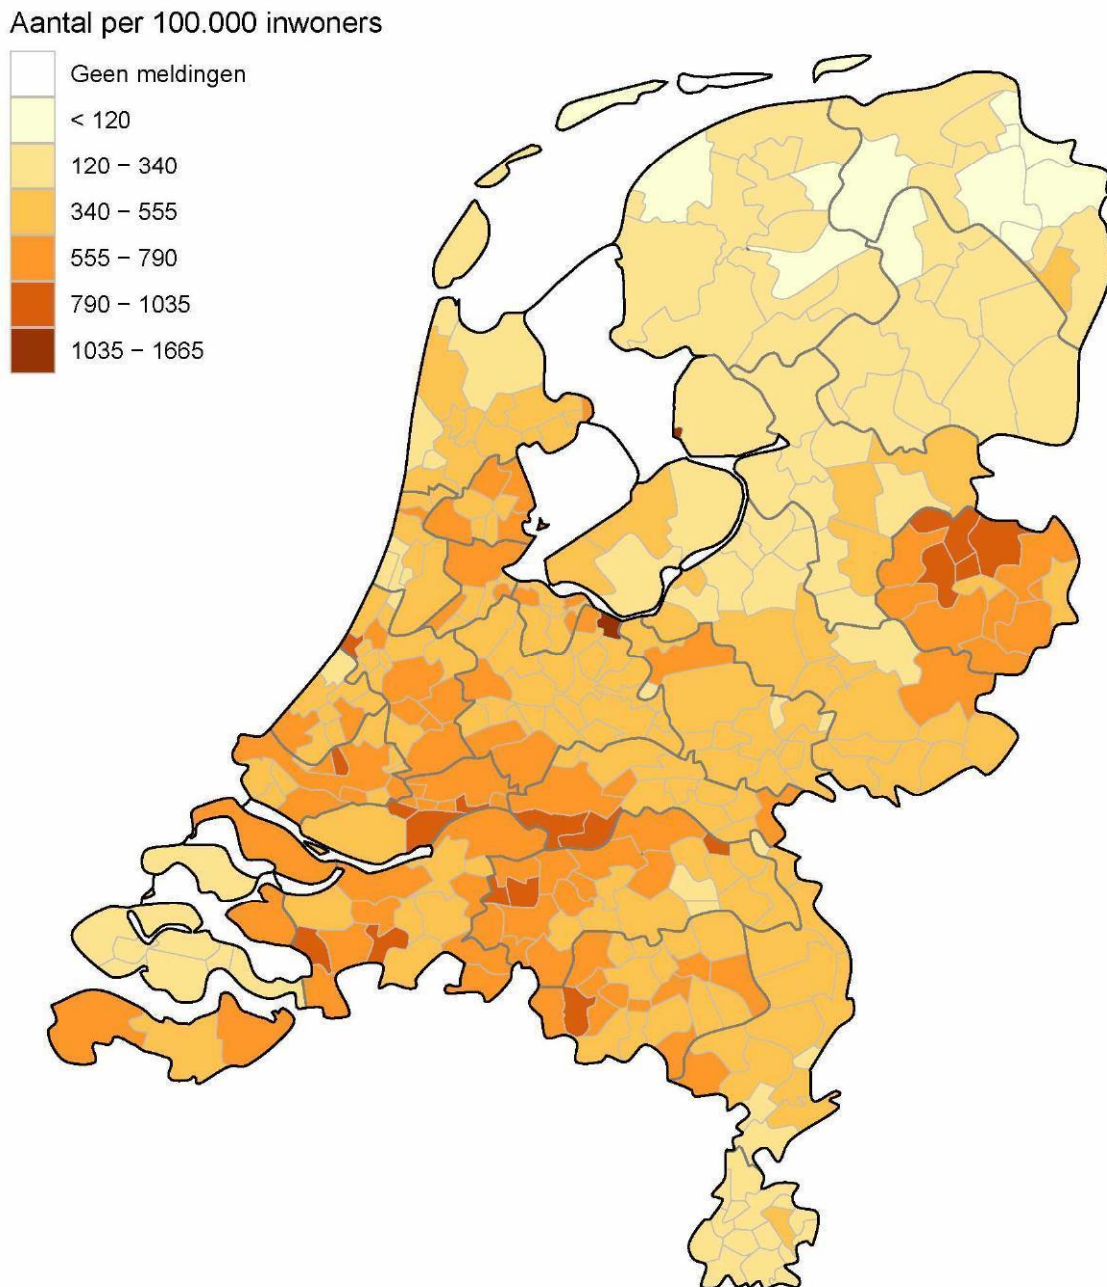 Aantal per 100.000 inwoners
Geen meldingen
< 120
120 − 340
340 − 555
555 − 790
790 − 1035
1035 − 1665